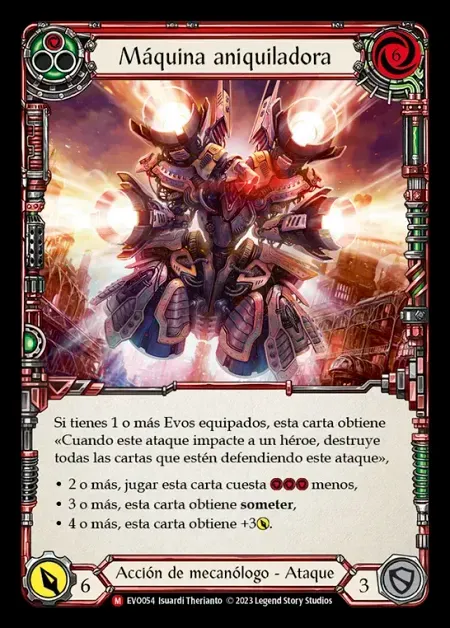 Máquina aniquiladora
6
Si tienes 1 o más Evos equipados, esta carta obtiene
«Cuando este ataque impacte a un héroe, destruye
todas las cartas que estén defendiendo este ataque»,
• 2 o más, jugar esta carta cuesta menos,
• 3 o más, esta carta obtiene someter,
• 4 o más, esta carta obtiene +3.
6
Acción de mecanólogo - Ataque
3
M EVO054 Isuardi Therianto © 2023 Legend Story Studios